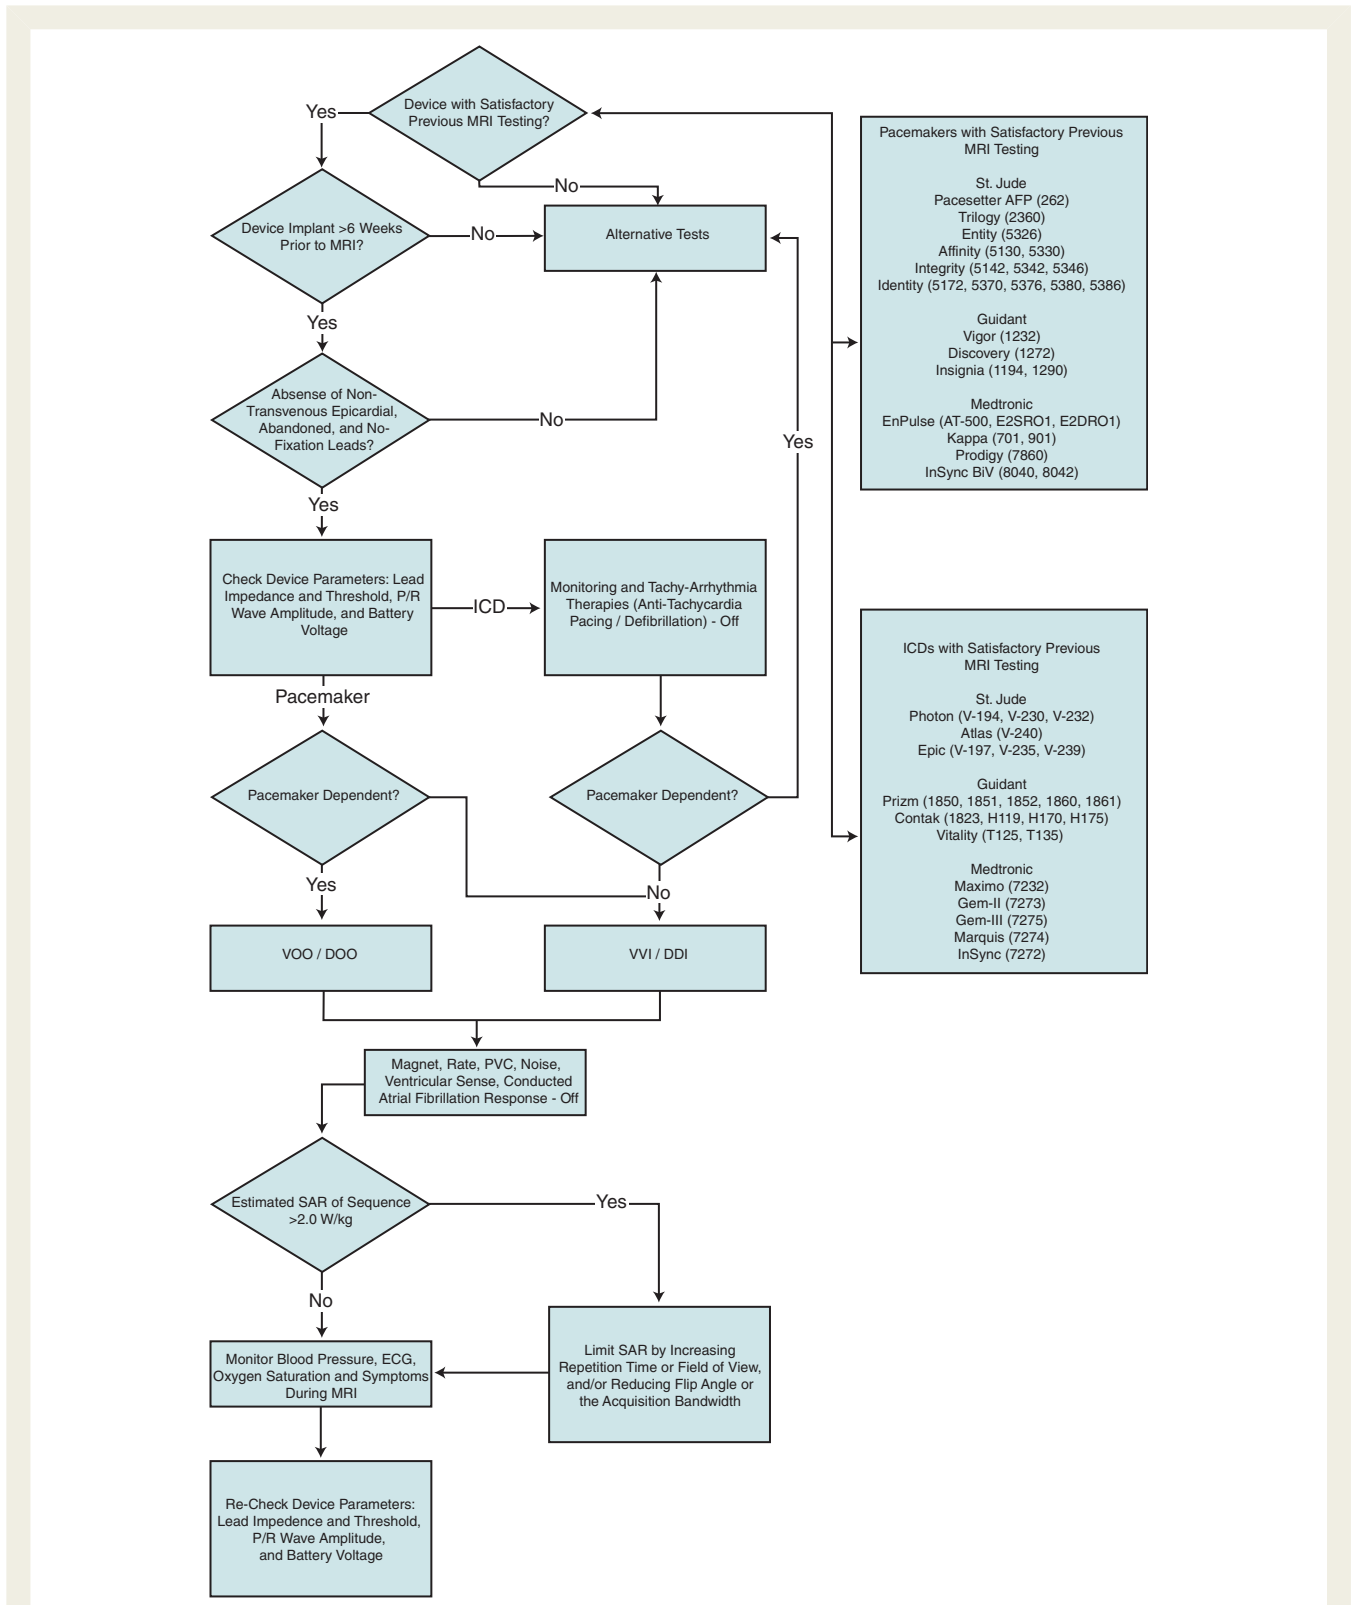 Device with Satisfactory
Previous MRI Testing?
Yes
No
Device Implant >6 Weeks
Prior to MRI?
No
Alternative Tests
Yes
Absense of Non-
Transvenous Epicardial,
Abandoned, and No-
Fixation Leads?
No
Yes
Yes
Check Device Parameters: Lead
Impedance and Threshold, P/R
Wave Amplitude, and Battery
Voltage
ICD
Monitoring and Tachy-Arrhythmia
Therapies (Anti-Tachycardia
Pacing / Defibrillation) - Off
Pacemaker
Pacemaker Dependent?
Pacemaker Dependent?
Yes
No
VOO / DOO
VVI / DDI
Magnet, Rate, PVC, Noise,
Ventricular Sense, Conducted
Atrial Fibrillation Response - Off
Estimated SAR of Sequence
>2.0 W/kg
Yes
No
Limit SAR by Increasing
Repetition Time or Field of View,
and/or Reducing Flip Angle or
the Acquisition Bandwidth
Monitor Blood Pressure, ECG,
Oxygen Saturation and Symptoms
During MRI
Re-Check Device Parameters:
Lead Impedence and Threshold,
P/R Wave Amplitude,
and Battery Voltage
Pacemakers with Satisfactory Previous
MRI Testing
St. Jude
Pacesetter AFP (262)
Trilogy (2360)
Entity (5326)
Affinity (5130, 5330)
Integrity (5142, 5342, 5346)
Identity (5172, 5370, 5376, 5380, 5386)
Guidant
Vigor (1232)
Discovery (1272)
Insignia (1194, 1290)
Medtronic
EnPulse (AT-500, E2SRO1, E2DRO1)
Kappa (701, 901)
Prodigy (7860)
InSync BiV (8040, 8042)
ICDs with Satisfactory Previous
MRI Testing
St. Jude
Photon (V-194, V-230, V-232)
Atlas (V-240)
Epic (V-197, V-235, V-239)
Guidant
Prizm (1850, 1851, 1852, 1860, 1861)
Contak (1823, H119, H170, H175)
Vitality (T125, T135)
Medtronic
Maximo (7232)
Gem-II (7273)
Gem-III (7275)
Marquis (7274)
InSync (7272)